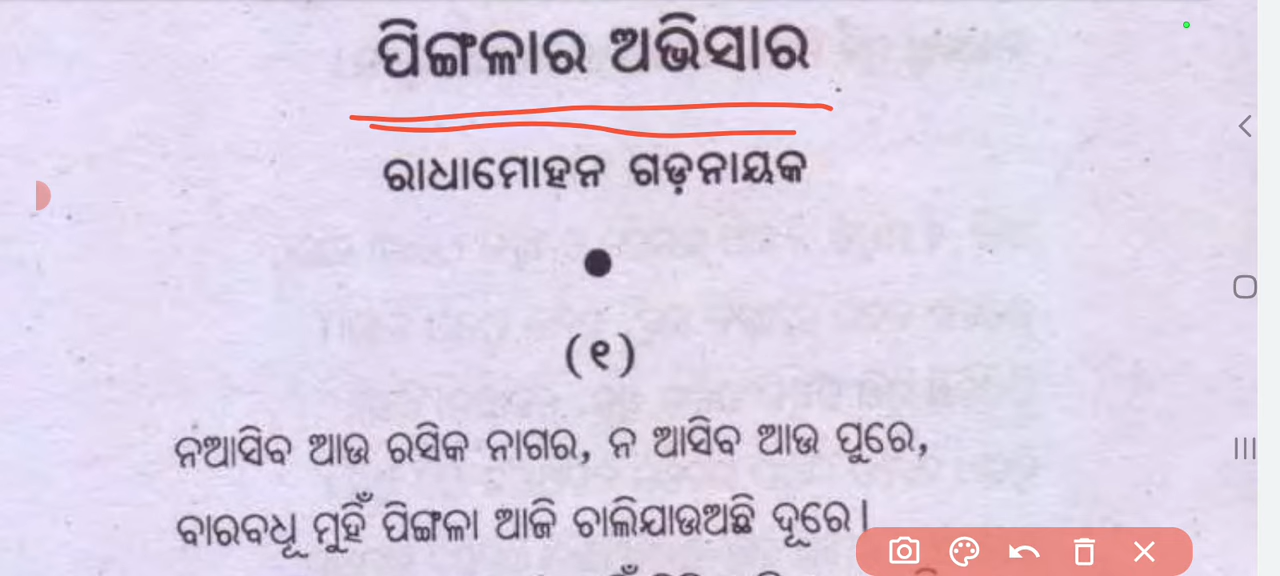 ପିଙ୍ଗଳାର ଅଭିସାର
ରାଧାମୋହନ ଗଡ଼ନାୟକ
(୧)
ନଆସିବ ଆଉ ରସିକ ନାଗର, ନ ଆସିବ ଆଉ ପୁରେ,
ବାରବଧୂ ମୁହିଁ ପିଙ୍ଗଳା ଆଜି ଚାଲିଯାଉଅଛି ଦୂରେ।